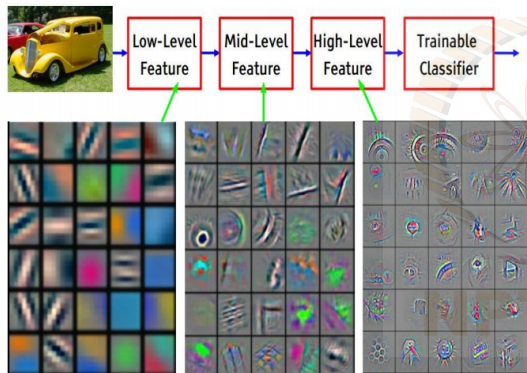 Low-Level
Feature
Mid-Level
Feature
High-Level
Feature
Trainable
Classifier